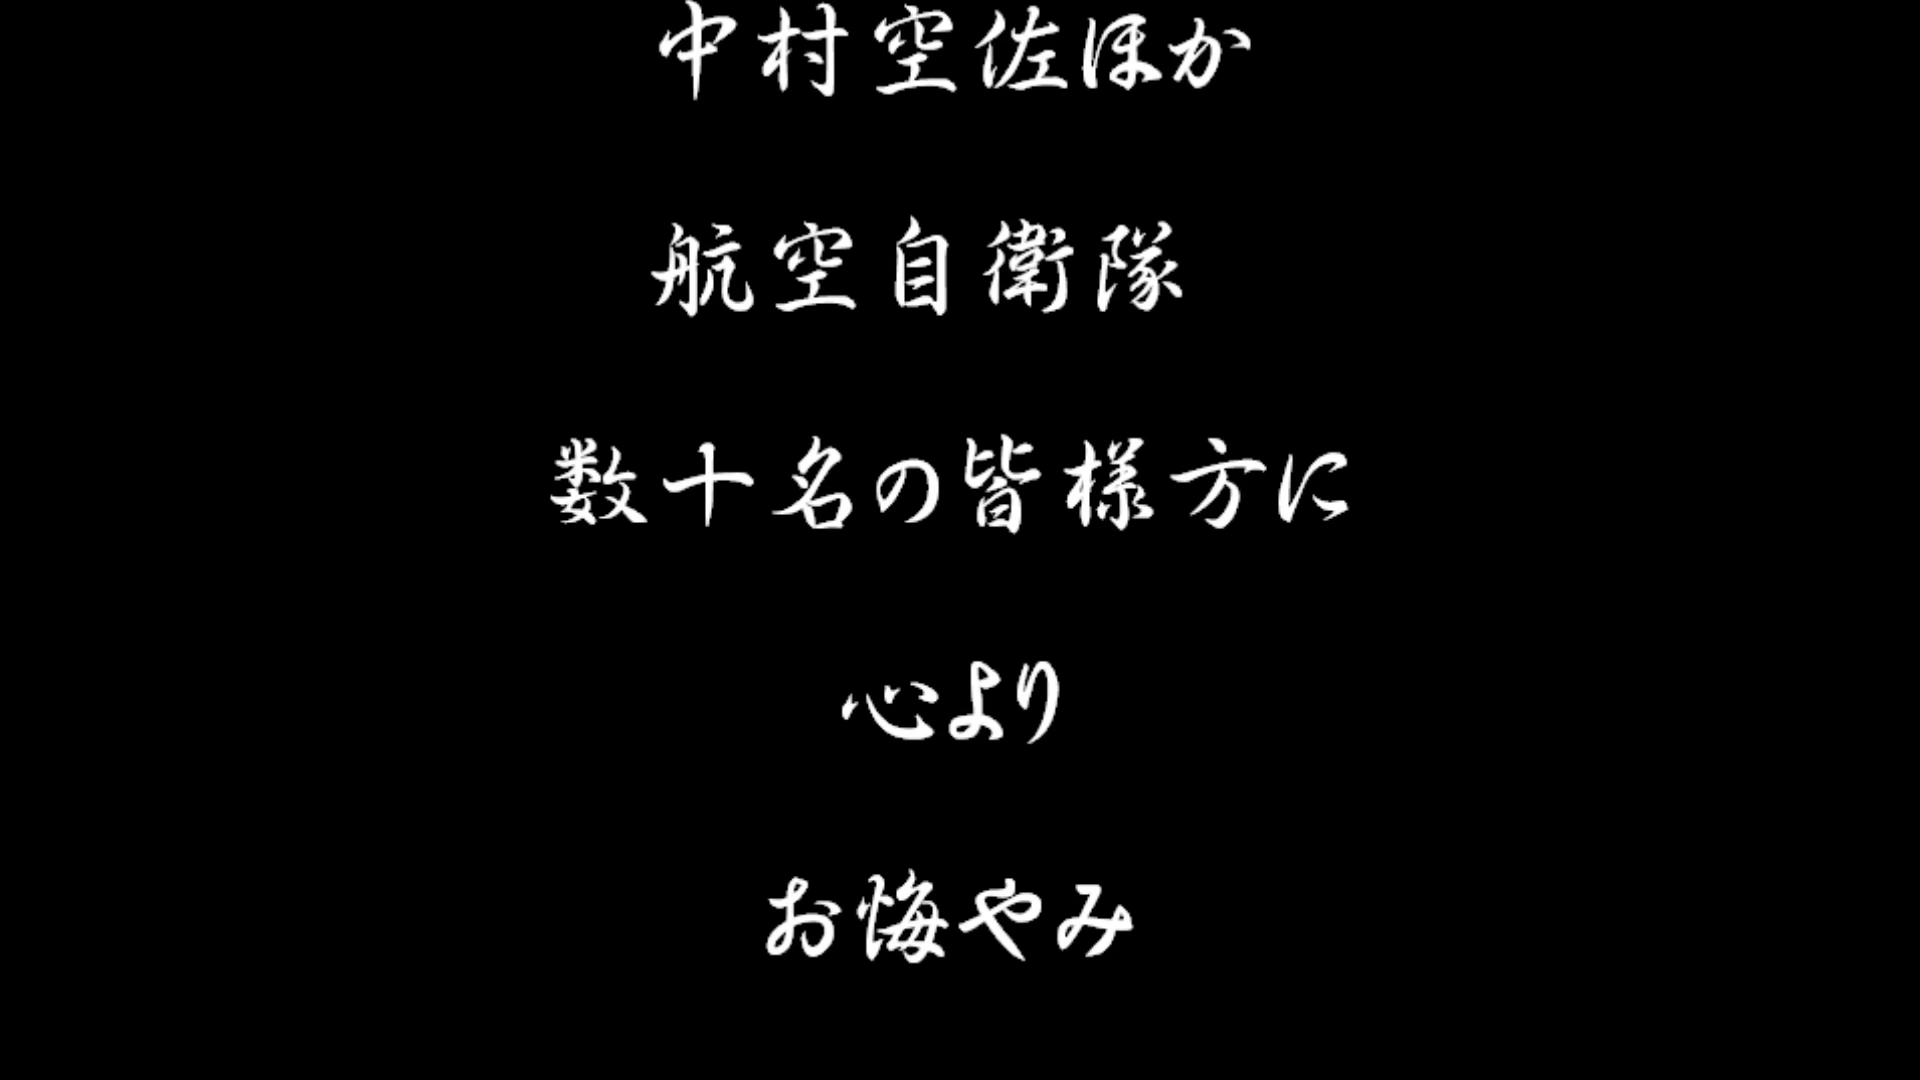 中村空佐ほか
航空自衛隊
数十名の皆様方に
心より
お悔やみ